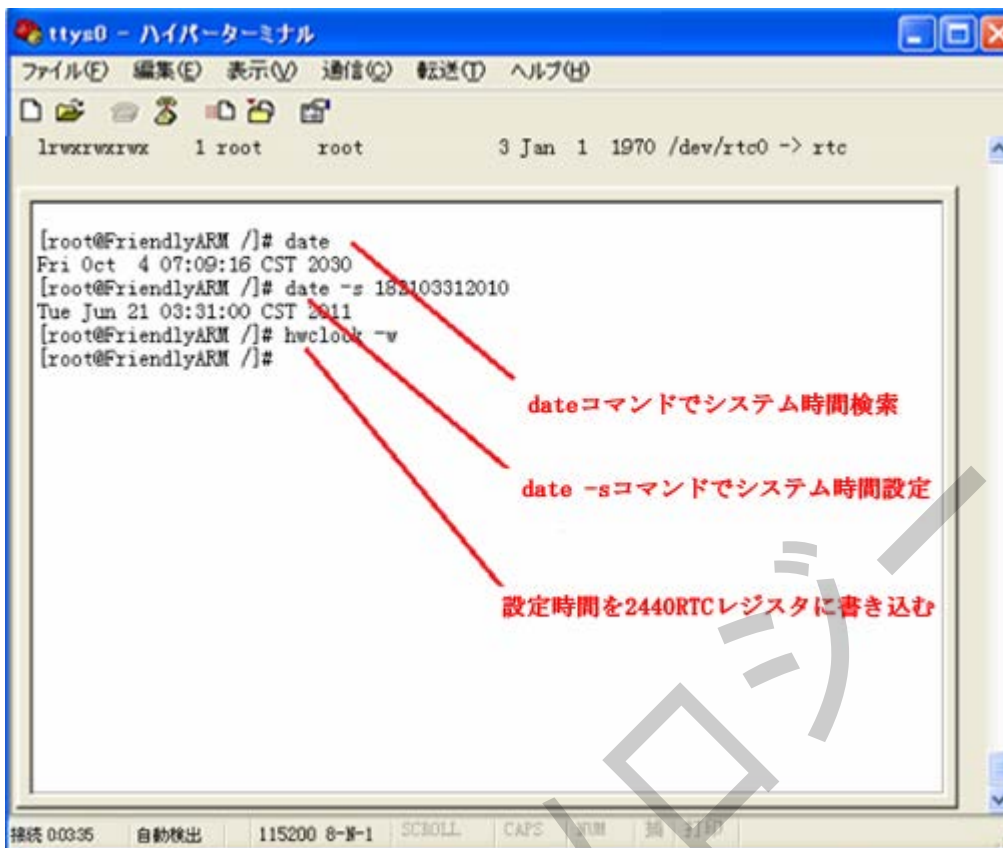 ttys0 - ハイパーターミナル
ファイル(F) 編集(E) 表示(V) 通信(C) 転送(T) ヘルプ(H)
lrwxrwxrwx 1 root root 3 Jan 1 1970 /dev/rtc0 -> rtc
[root@FriendlyARM /]# date
Fri Oct 4 07:09:16 CST 2030
[root@FriendlyARM /]# date -s 182103312010
Tue Jun 21 03:31:00 CST 2011
[root@FriendlyARM /]# hwclock -w
[root@FriendlyARM /]#
dateコマンドでシステム時間検索
date -sコマンドでシステム時間設定
設定時間を2440RTCレジスタに書き込む
ロジー
接続 0:03:35 自動検出 115200 8-N-1 SCROLL CAPS NUM 捕 打印